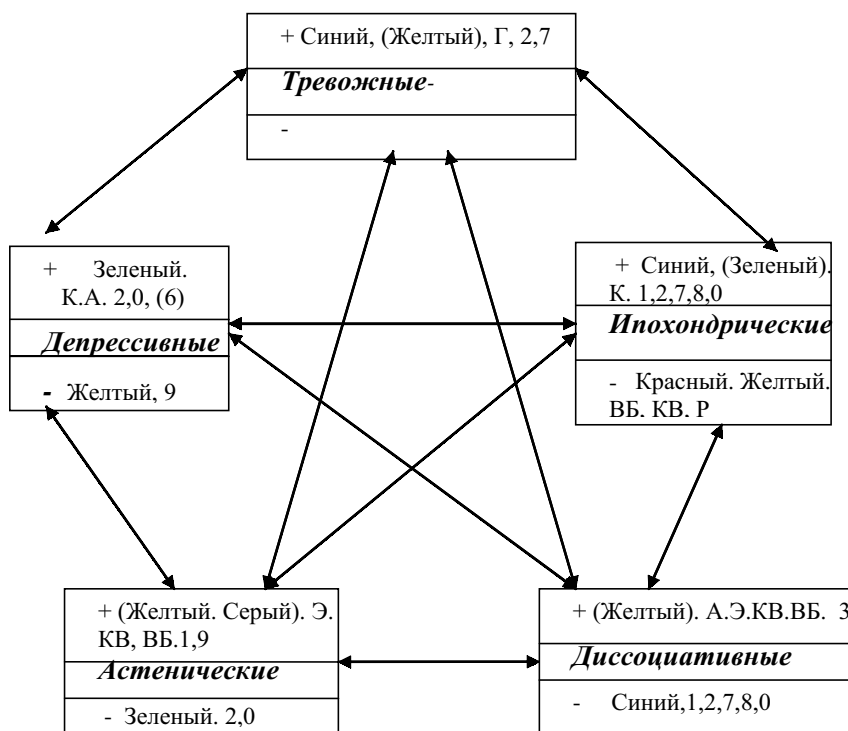 + Синий, (Желтый), Г, 2,7
Тревожные-
-
+ Зеленый.
К.А. 2,0, (6)
Депрессивные
- Желтый, 9
+ Синий, (Зеленый).
К. 1,2,7,8,0
Ипохондрические
- Красный. Желтый.
ВБ. КВ. Р
+ (Желтый. Серый). Э.
КВ, ВБ.1,9
Астенические
- Зеленый. 2,0
+ (Желтый). А.Э.КВ.ВБ. 3
Диссоциативные
- Синий,1,2,7,8,0